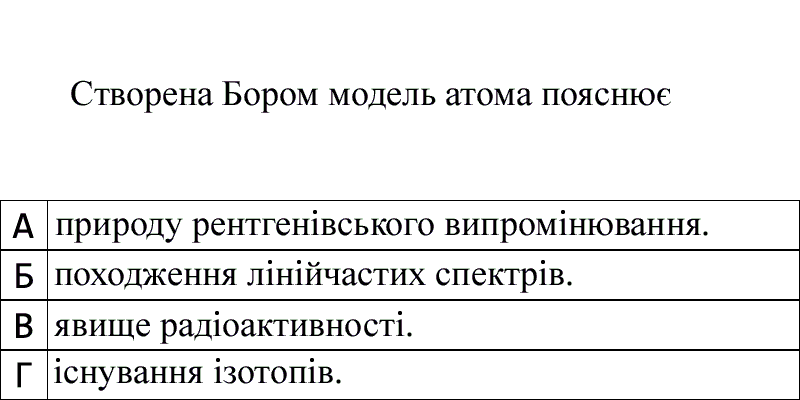 Створена Бором модель атома пояснює
А природу рентгенівського випромінювання.
Б походження лінійчастих спектрів.
В явище радіоактивності.
Г існування ізотопів.